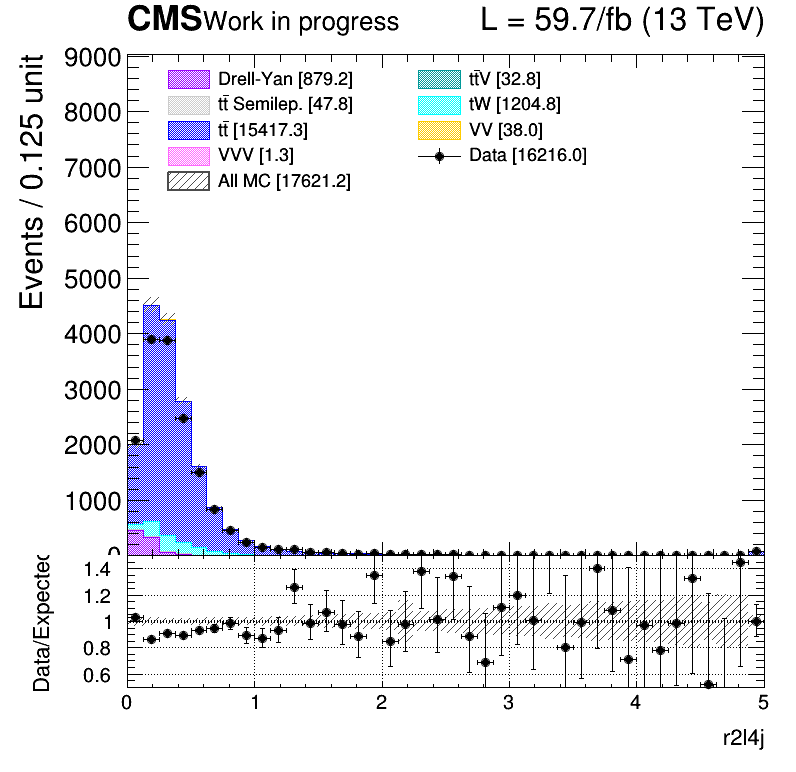 CMS Work in progress L = 59.7/fb (13 TeV)
Events / 0.125 unit
9000
8000
7000
6000
5000
4000
3000
2000
1000
0
Drell-Yan [879.2]
tt̄ Semilep. [47.8]
tt̄ [15417.3]
VVV [1.3]
All MC [17621.2]
tt̄V [32.8]
tW [1204.8]
VV [38.0]
Data [16216.0]
Data/Expected
1.4
1.2
1
0.8
0.6
0 1 2 3 4 5
r2l4j